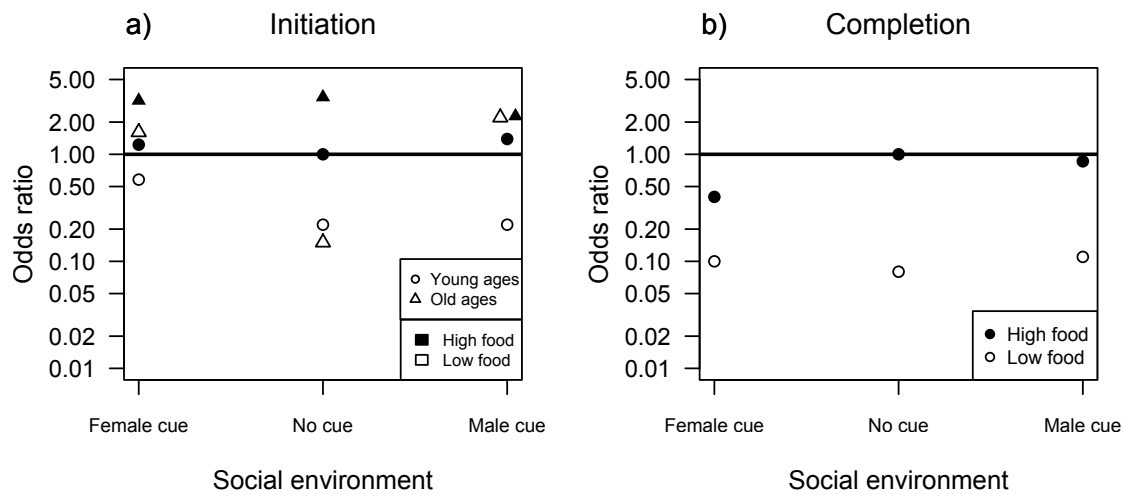 a) Initiation
Odds ratio
5.00
2.00
1.00
0.50
0.20
0.10
0.05
0.02
0.01
Young ages
Old ages
High food
Low food
Female cue No cue Male cue
Social environment
b) Completion
Odds ratio
5.00
2.00
1.00
0.50
0.20
0.10
0.05
0.02
0.01
High food
Low food
Female cue No cue Male cue
Social environment